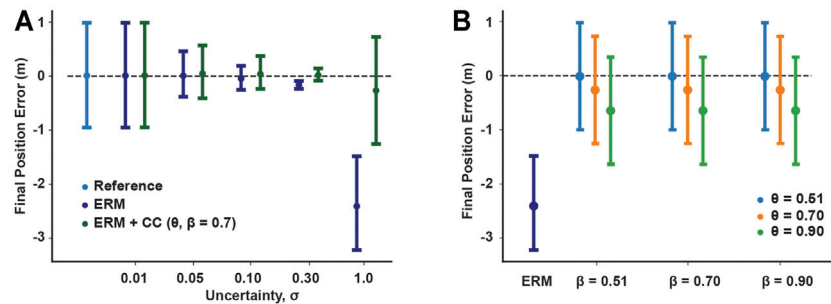 A
Final Position Error (m)
1
0
-1
-2
-3
Reference
ERM
ERM + CC (θ, β = 0.7)
0.01 0.05 0.10 0.30 1.0
Uncertainty, σ
B
Final Position Error (m)
1
0
-1
-2
-3
θ = 0.51
θ = 0.70
θ = 0.90
ERM β = 0.51 β = 0.70 β = 0.90